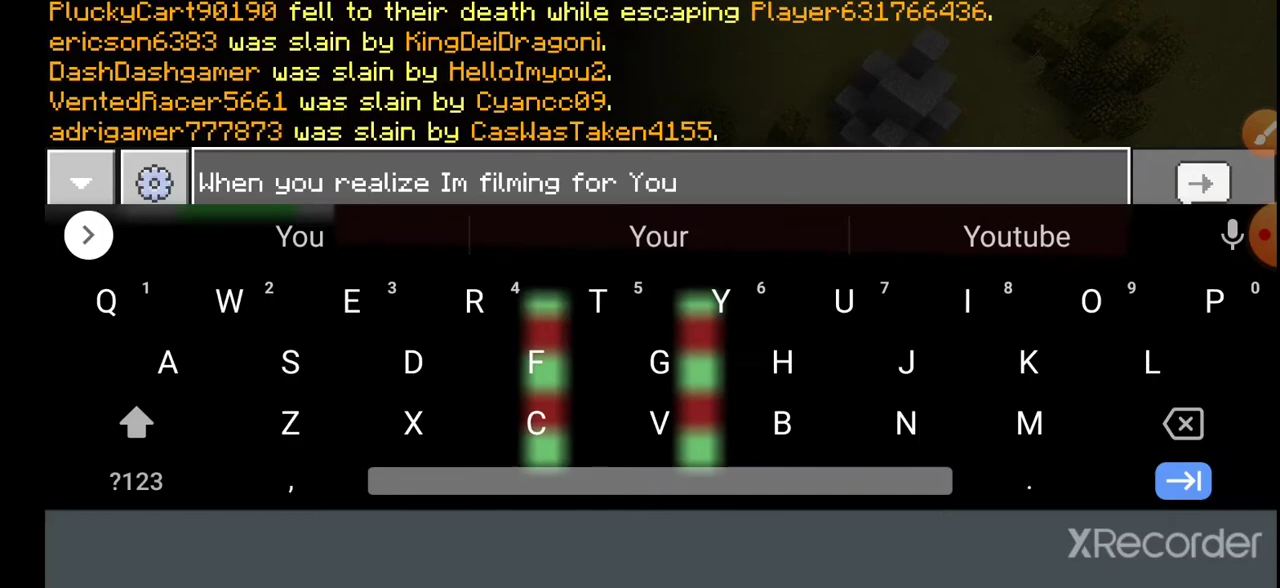 PluckyCart90190 fell to their death while escaping Player631766436.
ericson6383 was slain by KingDeiDragoni.
DashDashgamer was slain by HelloImyou2.
VentedRacer5661 was slain by Cyancc09.
adrigamer777873 was slain by CasWasTaken4155.
When you realize Im filming for You
You Your Youtube
Q 1 W 2 E 3 R 4 T 5 Y 6 U 7 I 8 O 9 P 0
A S D F G H J K L
Z X C V B N M
?123 , .
XRecorder